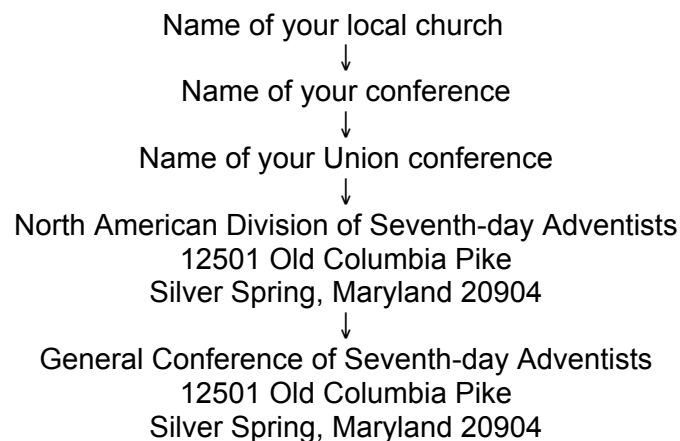 Name of your local church
↓
Name of your conference
↓
Name of your Union conference
↓
North American Division of Seventh-day Adventists
12501 Old Columbia Pike
Silver Spring, Maryland 20904
↓
General Conference of Seventh-day Adventists
12501 Old Columbia Pike
Silver Spring, Maryland 20904